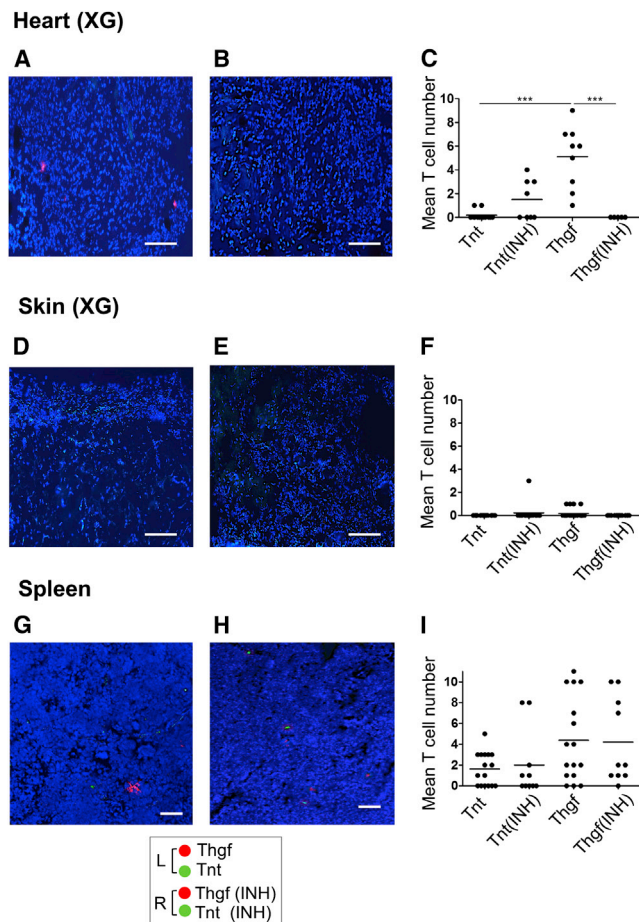 Heart (XG)
A
B
C
***
***
Mean T cell number
10
8
6
4
2
0
Tnt
Tnt(INH)
Thgf
Thgf(INH)
Skin (XG)
D
E
F
Mean T cell number
10
8
6
4
2
0
Tnt
Tnt(INH)
Thgf
Thgf(INH)
Spleen
G
H
I
Mean T cell number
10
8
6
4
2
0
Tnt
Tnt(INH)
Thgf
Thgf(INH)
L
Thgf
Tnt
R
Thgf (INH)
Tnt (INH)